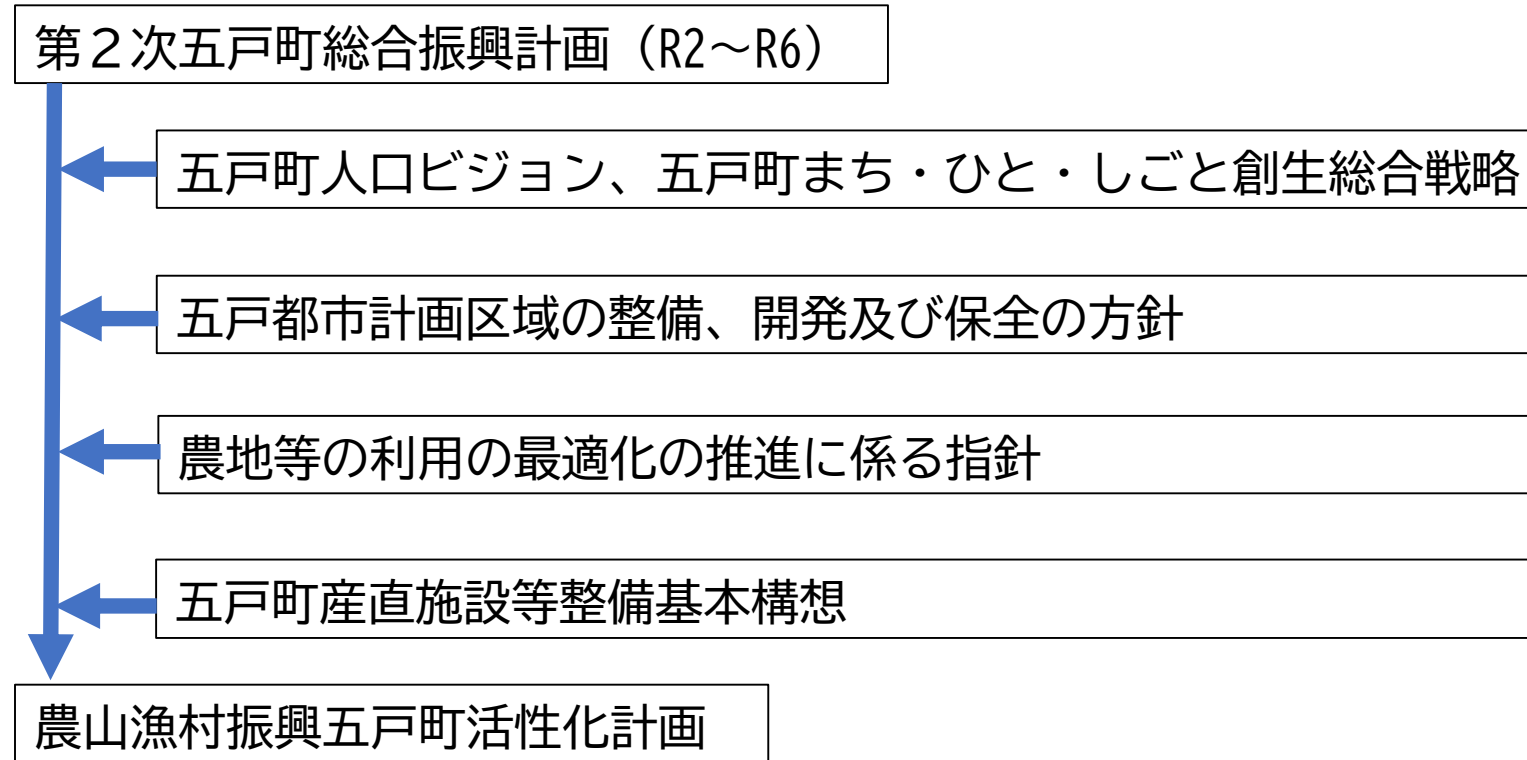 第２次五戸町総合振興計画（R2～R6）
五戸町人口ビジョン、五戸町まち・ひと・しごと創生総合戦略
五戸都市計画区域の整備、開発及び保全の方針
農地等の利用の最適化の推進に係る指針
五戸町産直施設等整備基本構想
農山漁村振興五戸町活性化計画